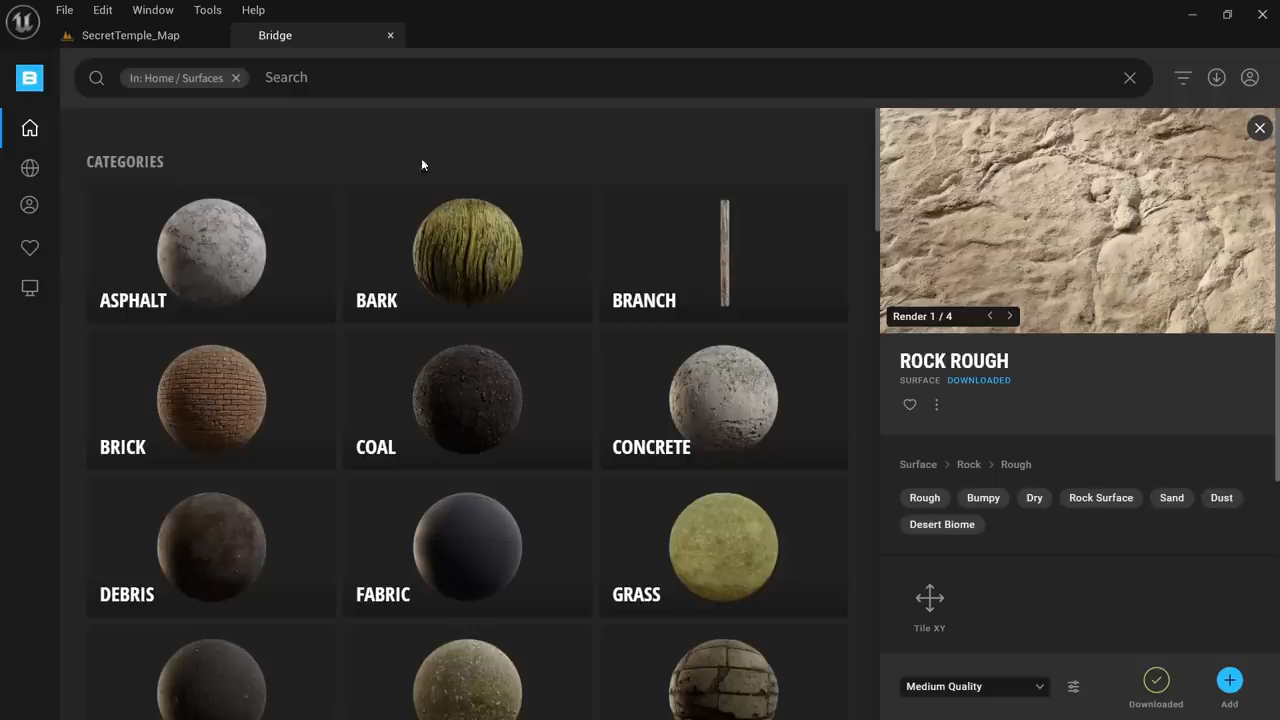 File Edit Window Tools Help
SecretTemple_Map Bridge
In: Home / Surfaces Search
CATEGORIES
ASPHALT BARK BRANCH
BRICK COAL CONCRETE
DEBRIS FABRIC GRASS
Render 1 / 4
ROCK ROUGH
SURFACE DOWNLOADED
Surface Rock Rough
Rough Bumpy Dry Rock Surface Sand Dust
Desert Biome
Tile XY
Medium Quality
Downloaded Add